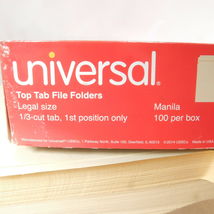 universal®
Top Tab File Folders
Legal size
1/3-cut tab, 1st position only
Manila
100 per box